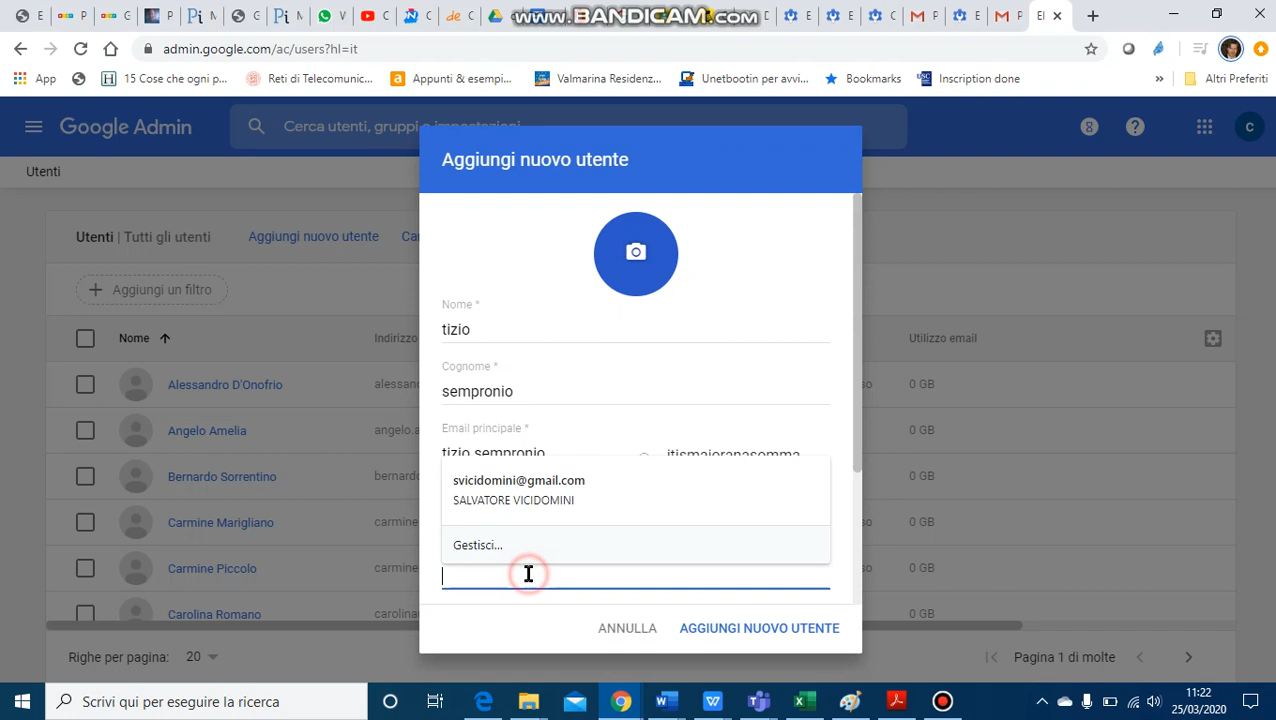 www.BANDICAM.com
admin.google.com/ac/users?hl=it
App
15 Cose che ogni p...
Reti di Telecomunic...
Appunti & esempi...
Valmarina Residenz...
Unetbootin per avvi...
Bookmarks
Inscription done
Altri Preferiti
Google Admin
Cerca utenti, gruppi o impostazioni
C
Utenti
Aggiungi nuovo utente
Utenti | Tutti gli utenti
Aggiungi nuovo utente
Aggiungi un filtro
Nome
Indirizzo
Utilizzo email
Alessandro D'Onofrio
0 GB
Angelo Amelia
0 GB
Bernardo Sorrentino
0 GB
Carmine Marigliano
0 GB
Carmine Piccolo
0 GB
Carolina Romano
0 GB
Nome *
tizio
Cognome *
sempronio
Email principale *
tizio.sempronio
itismajoranasomma
svicidomini@gmail.com
SALVATORE VICIDOMINI
Gestisci...
ANNULLA
AGGIUNGI NUOVO UTENTE
Righe per pagina: 20
Pagina 1 di molte
Scrivi qui per eseguire la ricerca
11:22
25/03/2020